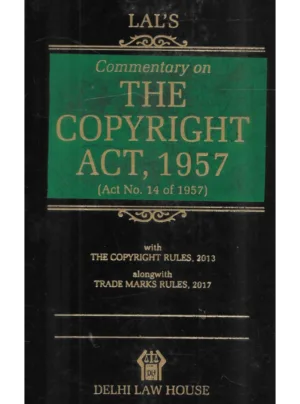 LAL'S
Commentary on
THE
COPYRIGHT
ACT, 1957
(Act No. 14 of 1957)
with
THE COPYRIGHT RULES, 2013
alongwith
TRADE MARKS RULES, 2017
DELHI LAW HOUSE